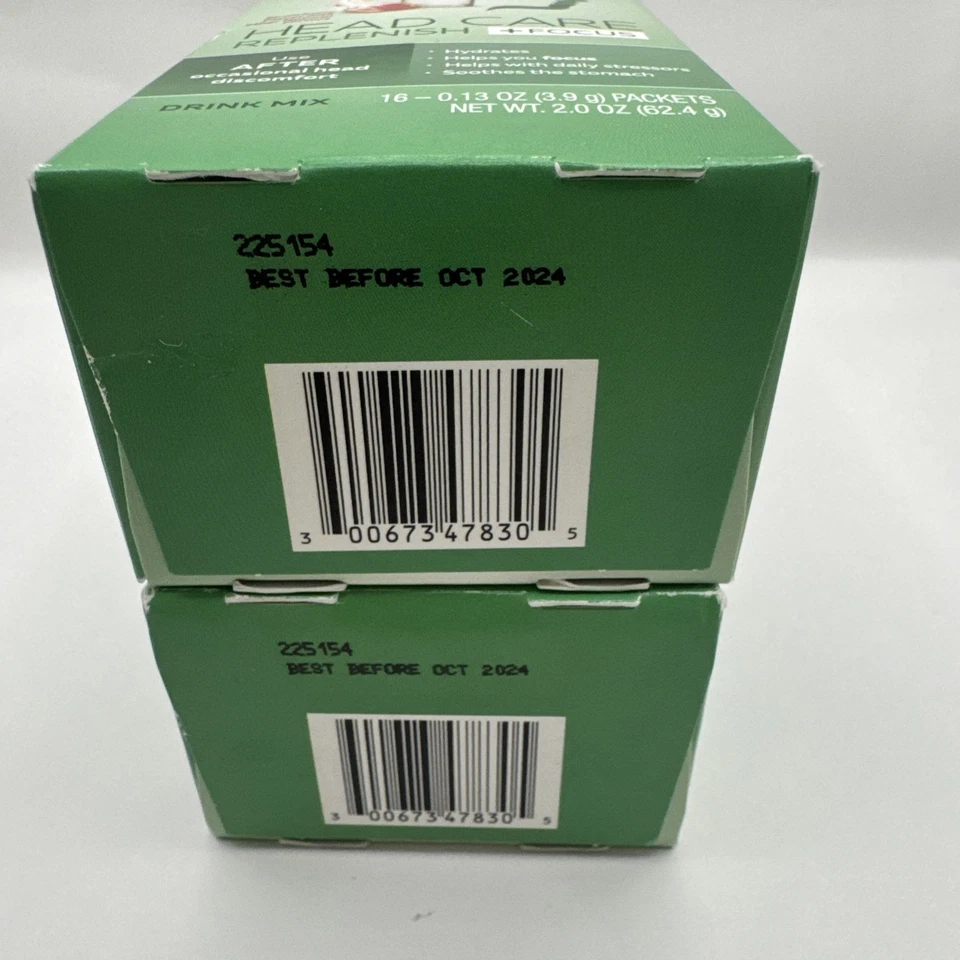 HEAD CARE
REPLENISH +FOCUS
Use
AFTER
occasional head
discomfort
· Hydrates
· Helps you focus
· Helps with daily stressors
· Soothes the stomach
DRINK MIX
16 – 0.13 OZ (3.9 g) PACKETS
NET WT. 2.0 OZ (62.4 g)
225154
BEST BEFORE OCT 2024
3 00673 47830 5
225154
BEST BEFORE OCT 2024
3 00673 47830 5